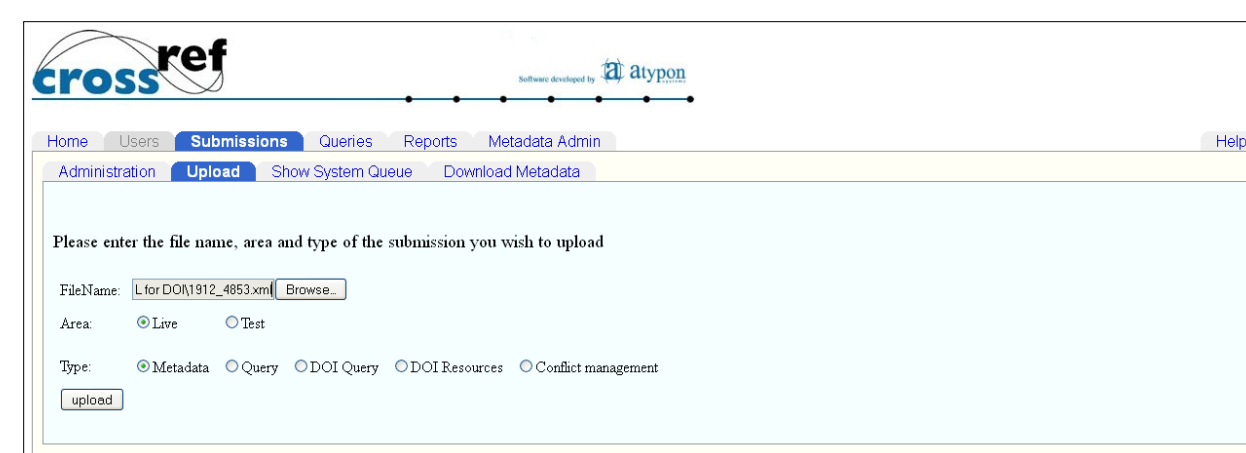 crossref
Software developed by atypon
systems
Home Users Submissions Queries Reports Metadata Admin Help
Administration Upload Show System Queue Download Metadata
Please enter the file name, area and type of the submission you wish to upload
FileName: L for DOI\1912_4853.xml Browse...
Area: Live Test
Type: Metadata Query DOI Query DOI Resources Conflict management
upload